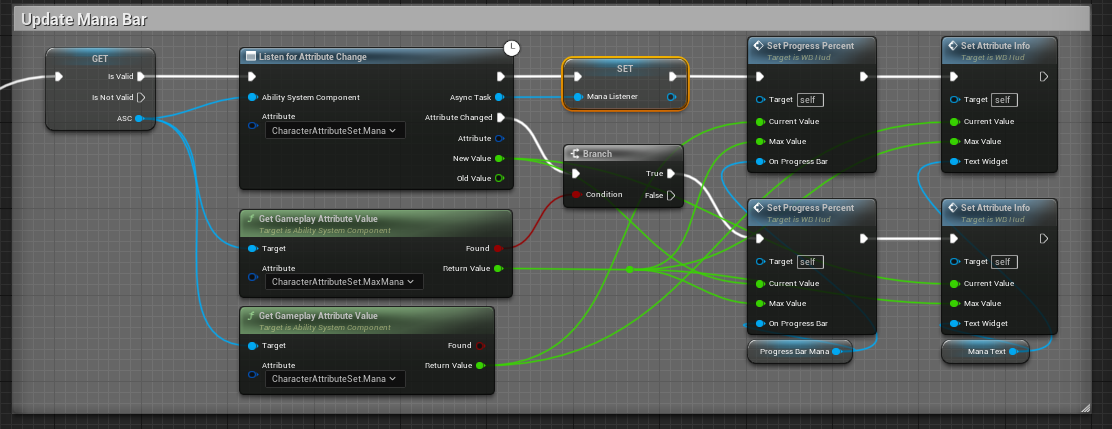 Update Mana Bar
GET
Is Valid
Is Not Valid
ASC
Listen for Attribute Change
Ability System Component
Async Task
Attribute
CharacterAttributeSet.Mana
Attribute Changed
Attribute
New Value
Old Value
SET
Mana Listener
Branch
True
Condition
False
Get Gameplay Attribute Value
Target is Ability System Component
Target
Found
Attribute
CharacterAttributeSet.MaxMana
Return Value
Get Gameplay Attribute Value
Target is Ability System Component
Target
Found
Attribute
CharacterAttributeSet.Mana
Return Value
Set Progress Percent
Target is WD Hud
Target
self
Current Value
Max Value
On Progress Bar
Set Attribute Info
Target is WD Hud
Target
self
Current Value
Max Value
Text Widget
Set Progress Percent
Target is WD Hud
Target
self
Current Value
Max Value
On Progress Bar
Progress Bar Mana
Set Attribute Info
Target is WD Hud
Target
self
Current Value
Max Value
Text Widget
Mana Text